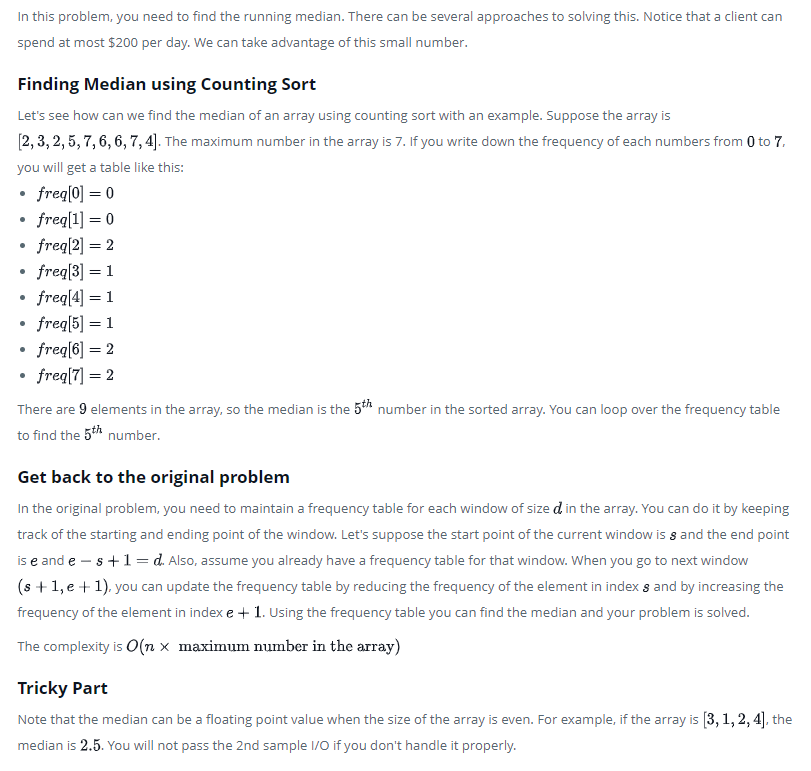 In this problem, you need to find the running median. There can be several approaches to solving this. Notice that a client can
spend at most $200 per day. We can take advantage of this small number.
Finding Median using Counting Sort
Let's see how can we find the median of an array using counting sort with an example. Suppose the array is
[2, 3, 2, 5, 7, 6, 6, 7, 4]. The maximum number in the array is 7. If you write down the frequency of each numbers from 0 to 7,
you will get a table like this:
• freq[0] = 0
• freq[1] = 0
• freq[2] = 2
• freq[3] = 1
• freq[4] = 1
• freq[5] = 1
• freq[6] = 2
• freq[7] = 2
There are 9 elements in the array, so the median is the 5th number in the sorted array. You can loop over the frequency table
to find the 5th number.
Get back to the original problem
In the original problem, you need to maintain a frequency table for each window of size d in the array. You can do it by keeping
track of the starting and ending point of the window. Let's suppose the start point of the current window is s and the end point
is e and e − s + 1 = d. Also, assume you already have a frequency table for that window. When you go to next window
(s + 1, e + 1), you can update the frequency table by reducing the frequency of the element in index s and by increasing the
frequency of the element in index e + 1. Using the frequency table you can find the median and your problem is solved.
The complexity is O(n × maximum number in the array)
Tricky Part
Note that the median can be a floating point value when the size of the array is even. For example, if the array is [3, 1, 2, 4], the
median is 2.5. You will not pass the 2nd sample I/O if you don't handle it properly.